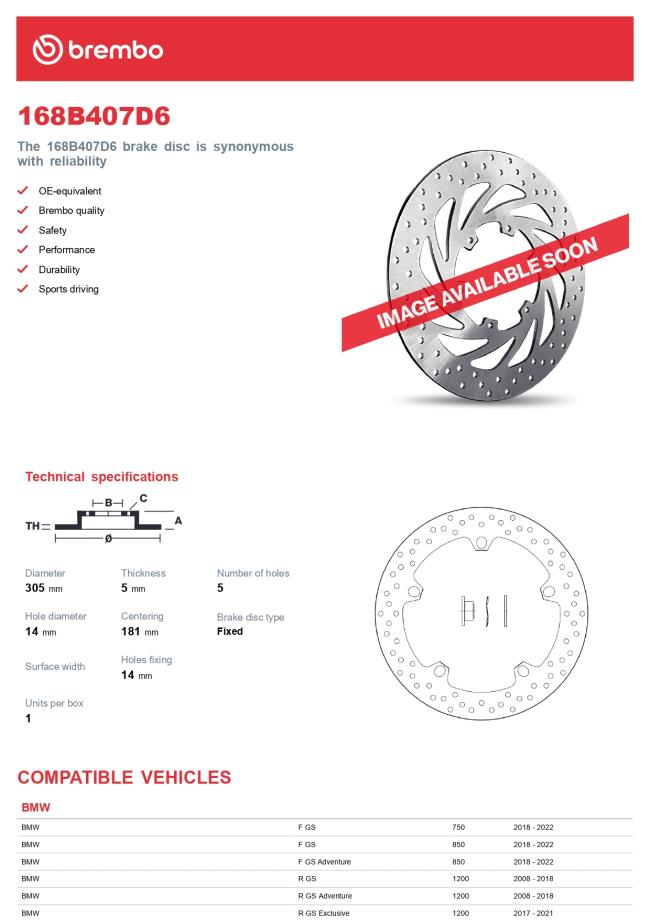 brembo
168B407D6
The 168B407D6 brake disc is synonymous
with reliability
OE-equivalent
Brembo quality
Safety
Performance
Durability
Sports driving
IMAGE AVAILABLE SOON
Technical specifications
B
C
A
TH
Ø
Diameter Thickness Number of holes
305 mm 5 mm 5
Hole diameter Centering Brake disc type
14 mm 181 mm Fixed
Surface width Holes fixing
14 mm
Units per box
1
COMPATIBLE VEHICLES
BMW
BMW F GS 750 2018 - 2022
BMW F GS 850 2018 - 2022
BMW F GS Adventure 850 2018 - 2022
BMW R GS 1200 2008 - 2018
BMW R GS Adventure 1200 2008 - 2018
BMW R GS Exclusive 1200 2017 - 2021